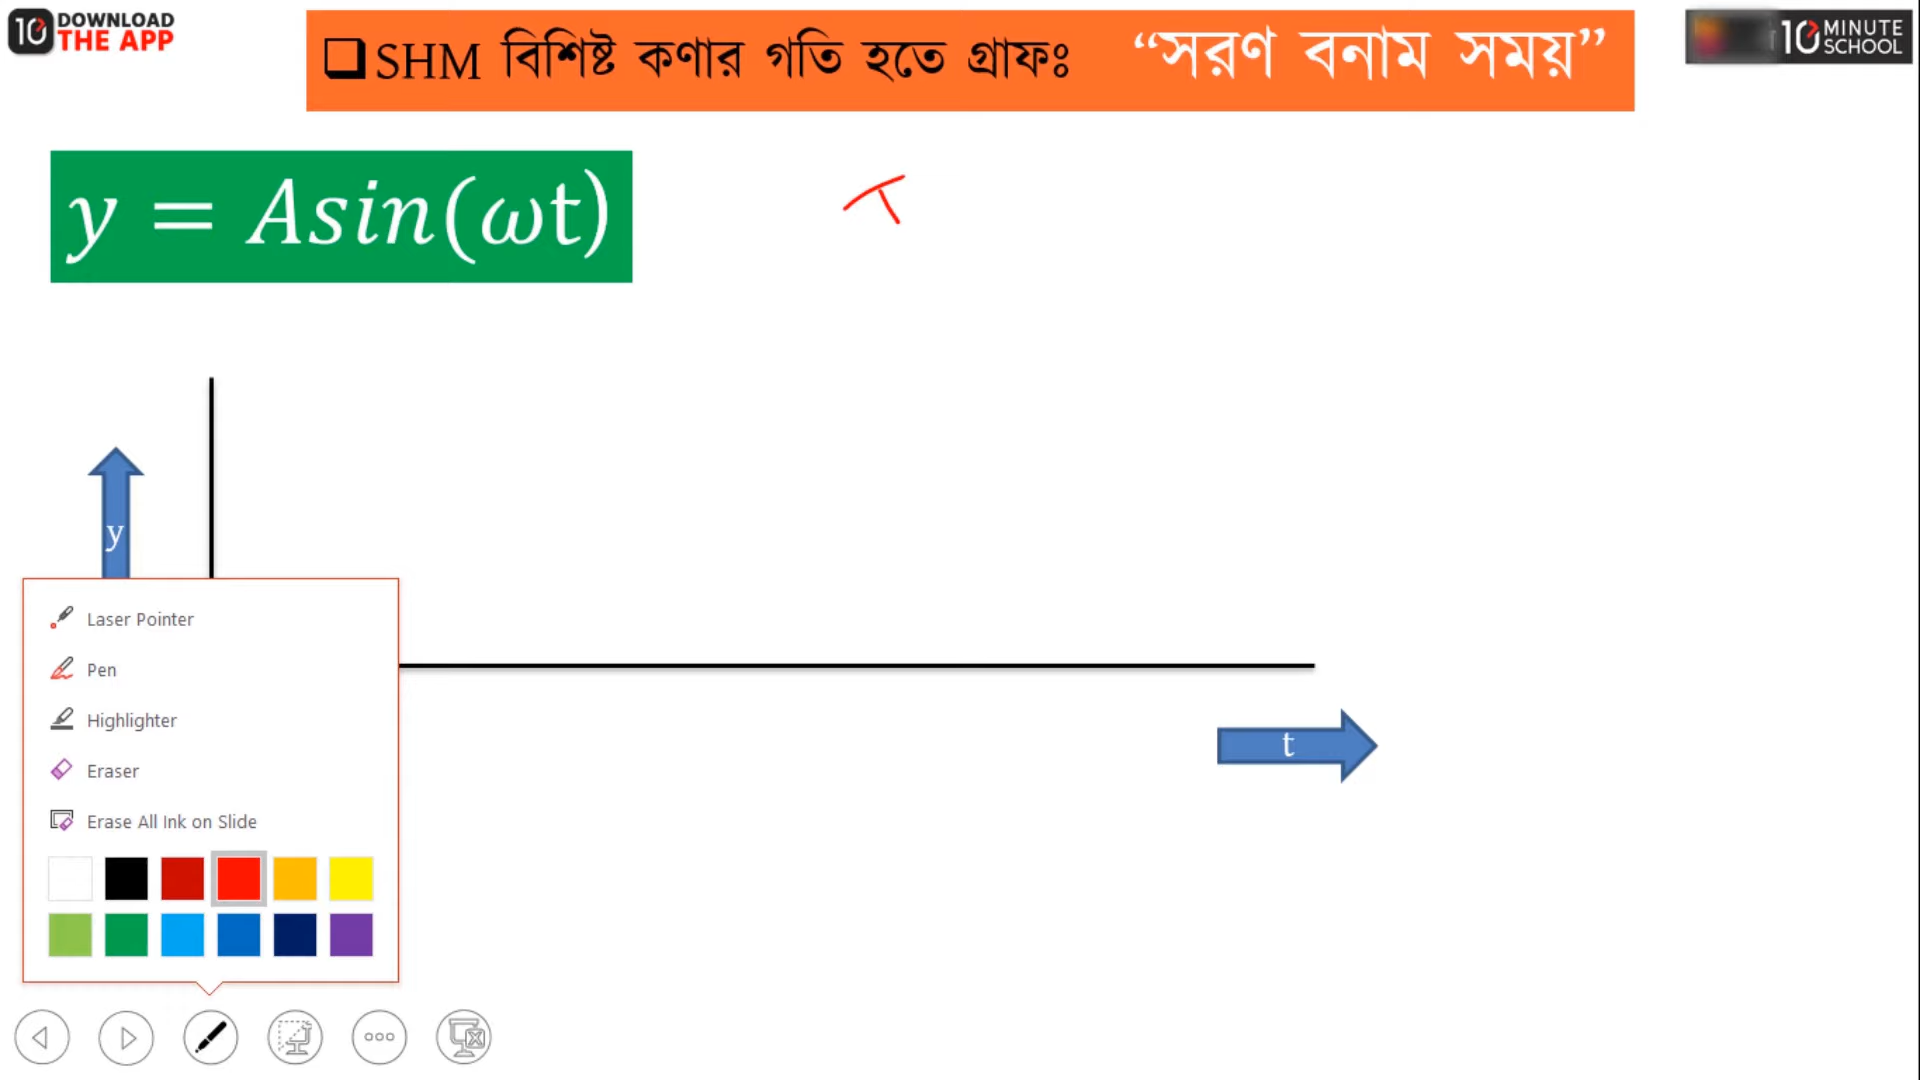 10 DOWNLOAD THE APP
SHM বিশিষ্ট কণার গতি হতে গ্রাফঃ “সরণ বনাম সময়”
10 MINUTE SCHOOL
y = Asin(ωt)
T
y
Laser Pointer
Pen
Highlighter
Eraser
Erase All Ink on Slide
t